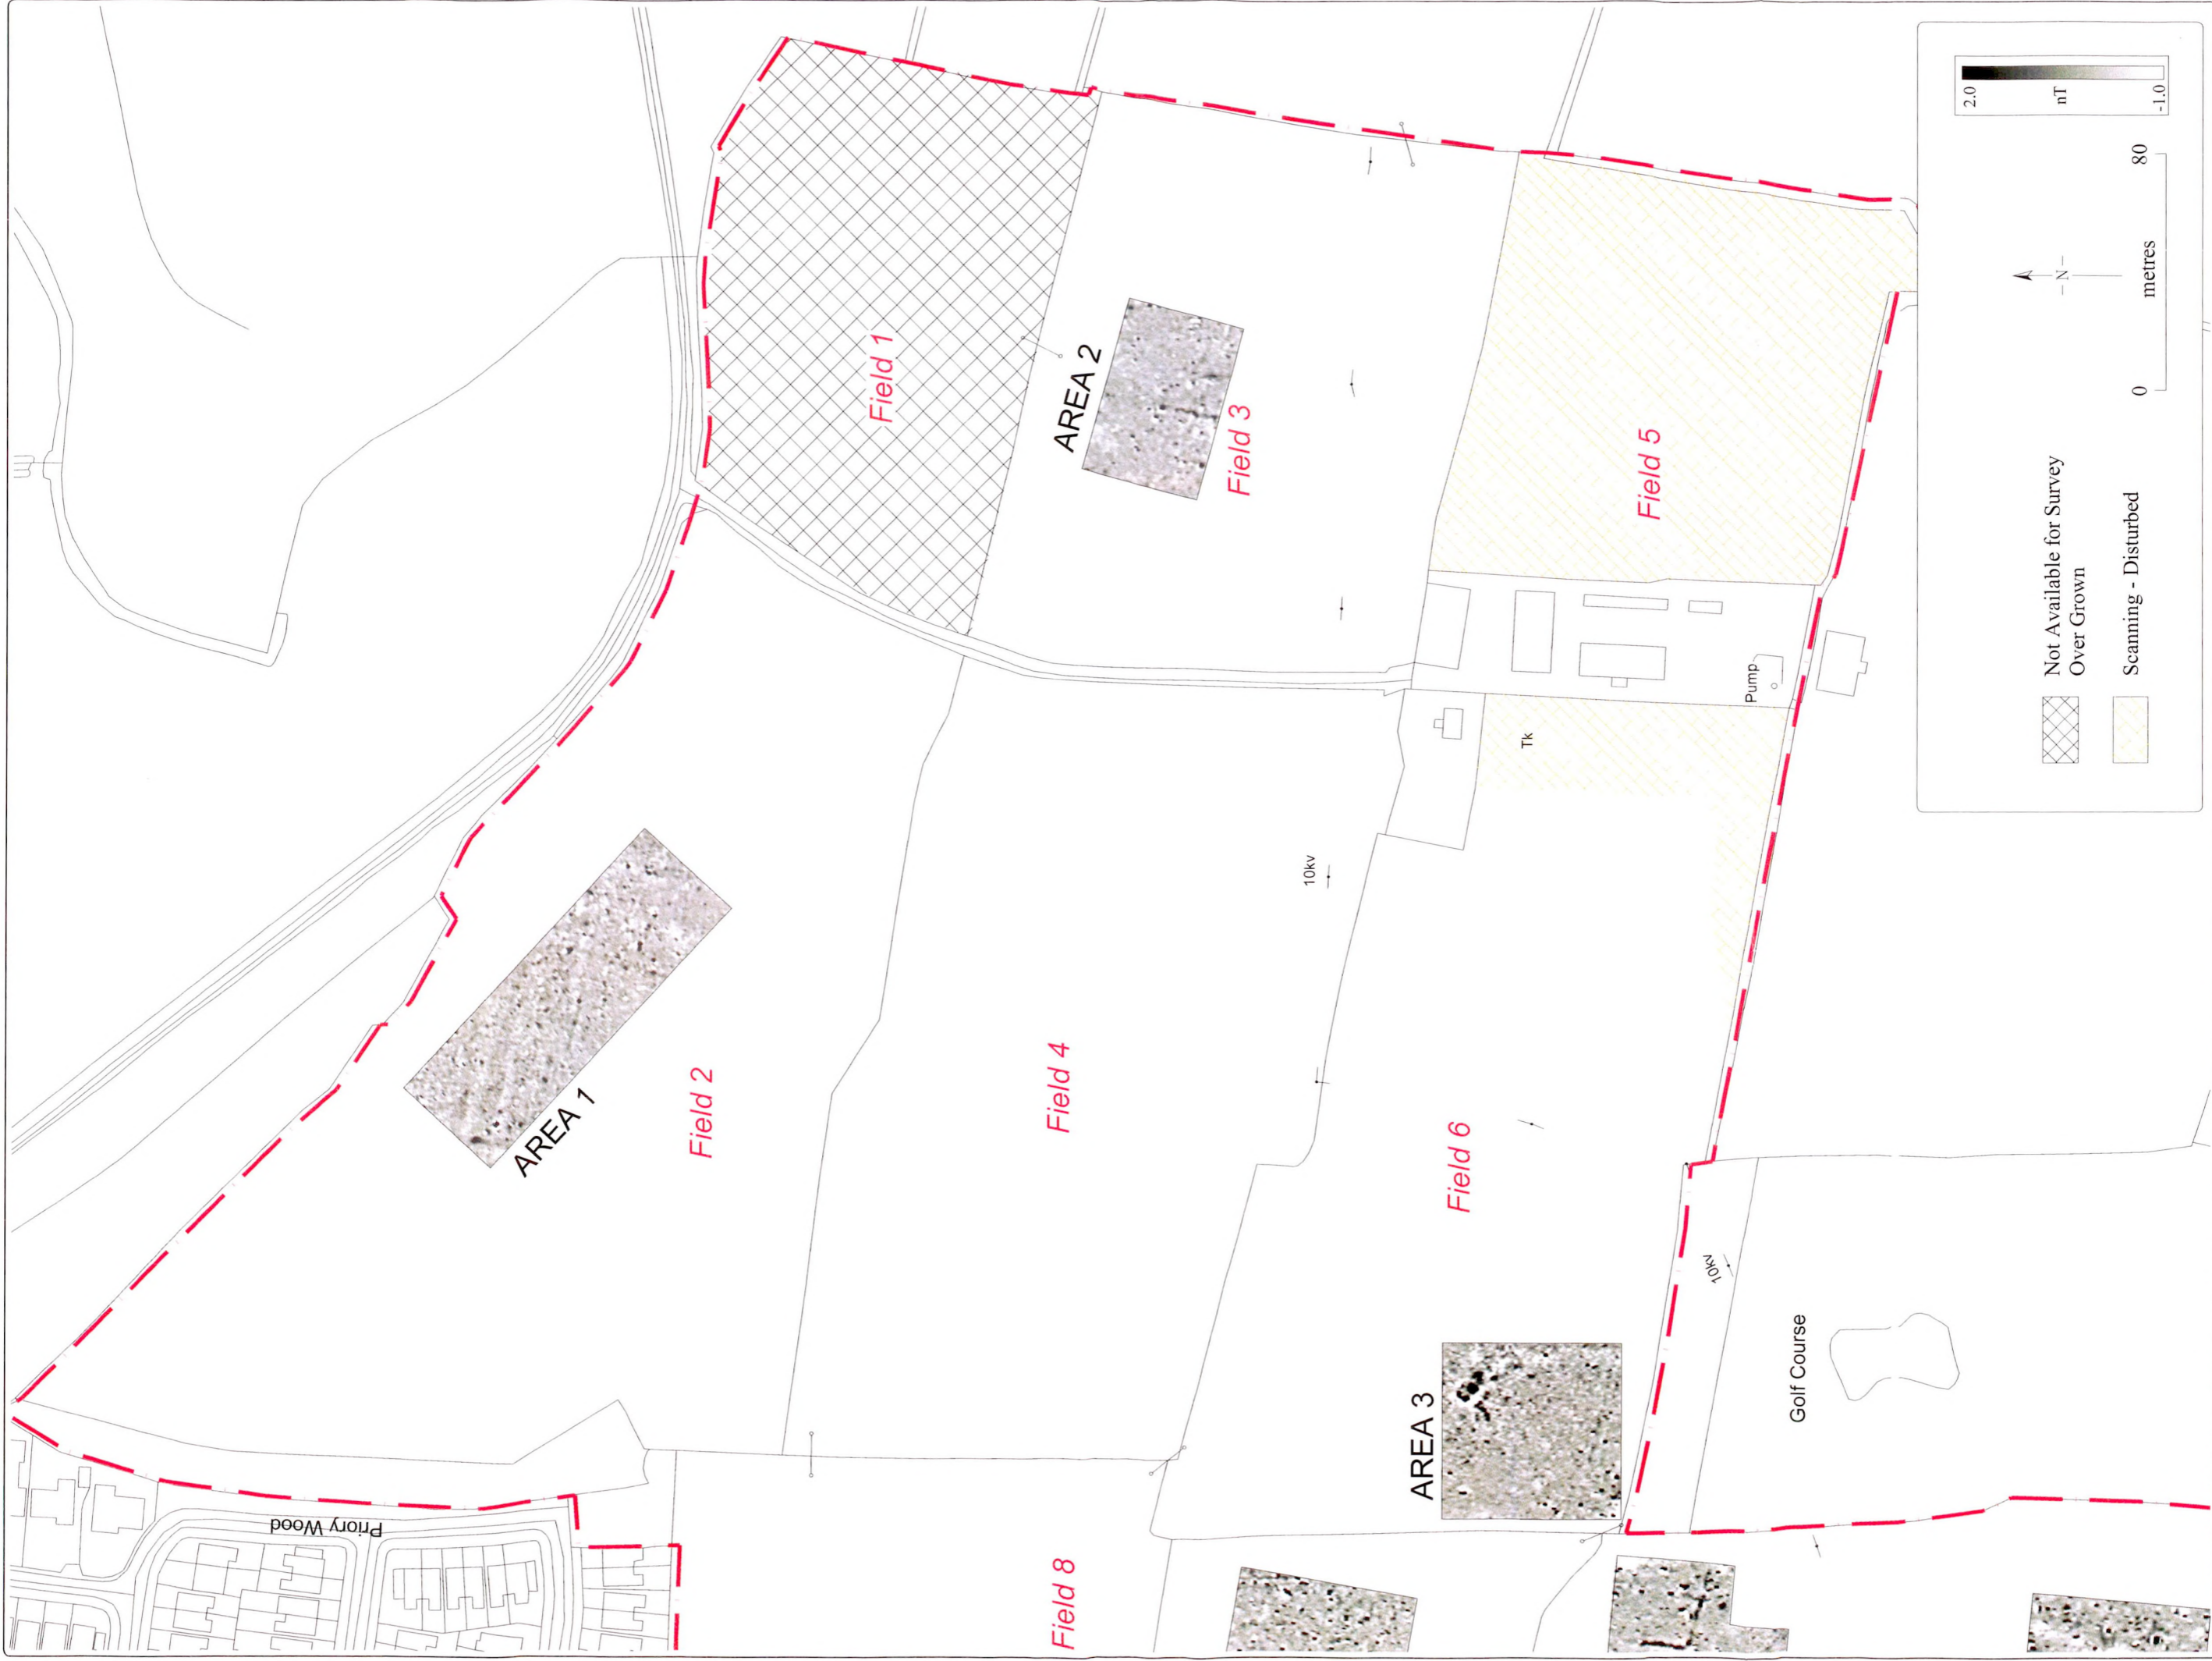 Priory Wood
AREA 1
Field 2
Field 1
AREA 2
Field 3
Field 4
10kv
Field 5
Tk
Pump
Field 6
AREA 3
10kv
Golf Course
Field 8
Not Available for Survey
Over Grown
Scanning - Disturbed
-N-
0
80
metres
2.0
nT
-1.0